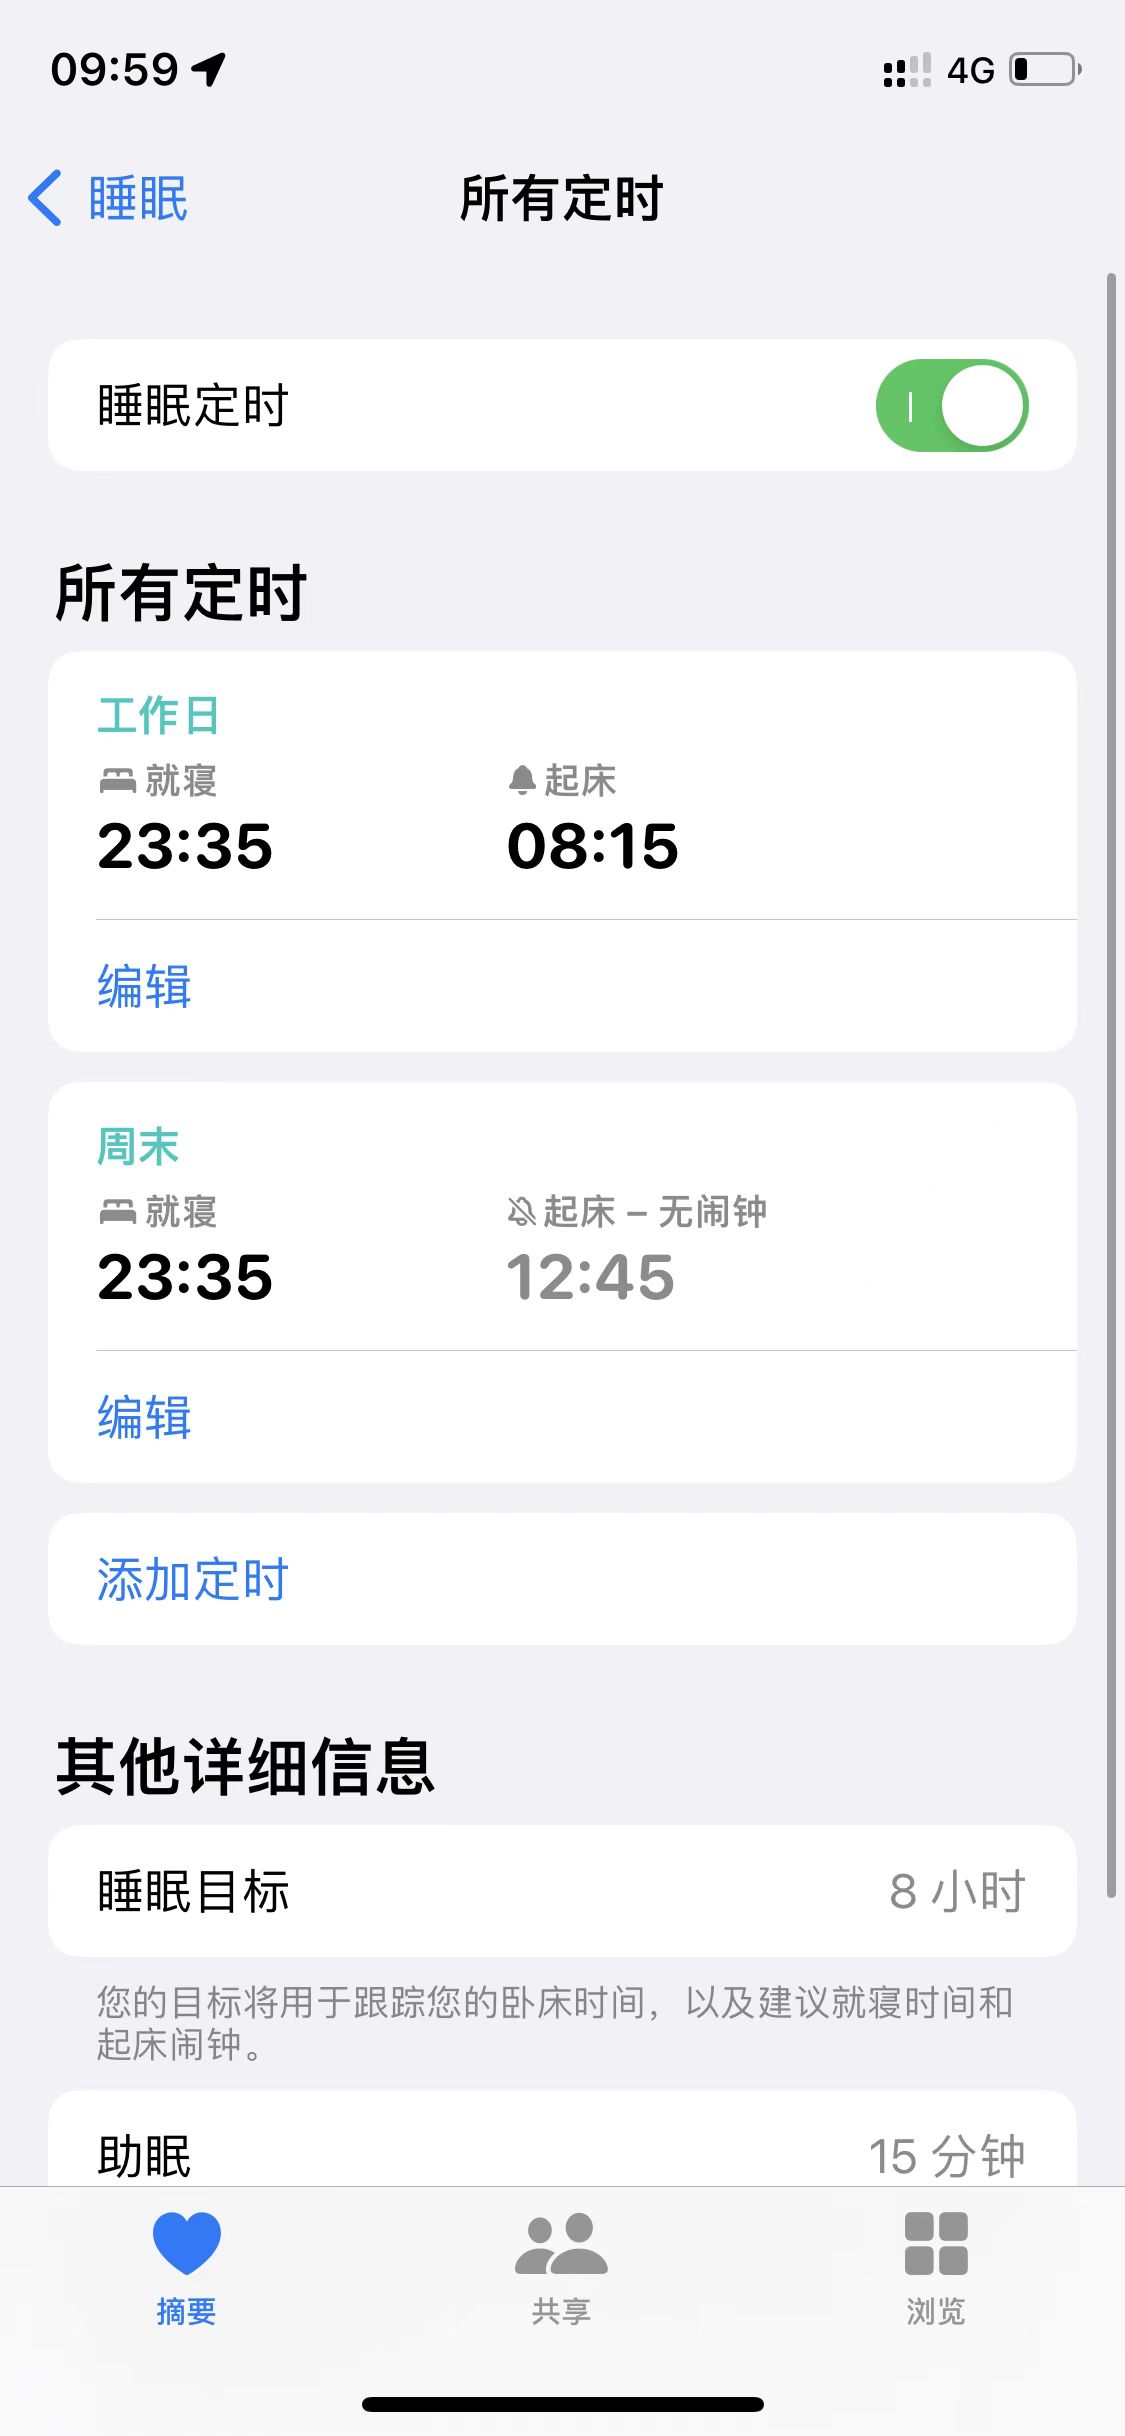 09:59
4G
睡眠
所有定时
睡眠定时
所有定时
工作日
就寝
起床
23:35
08:15
编辑
周末
就寝
起床 – 无闹钟
23:35
12:45
编辑
添加定时
其他详细信息
睡眠目标
8 小时
您的目标将用于跟踪您的卧床时间，以及建议就寝时间和
起床闹钟。
助眠
15 分钟
摘要
共享
浏览